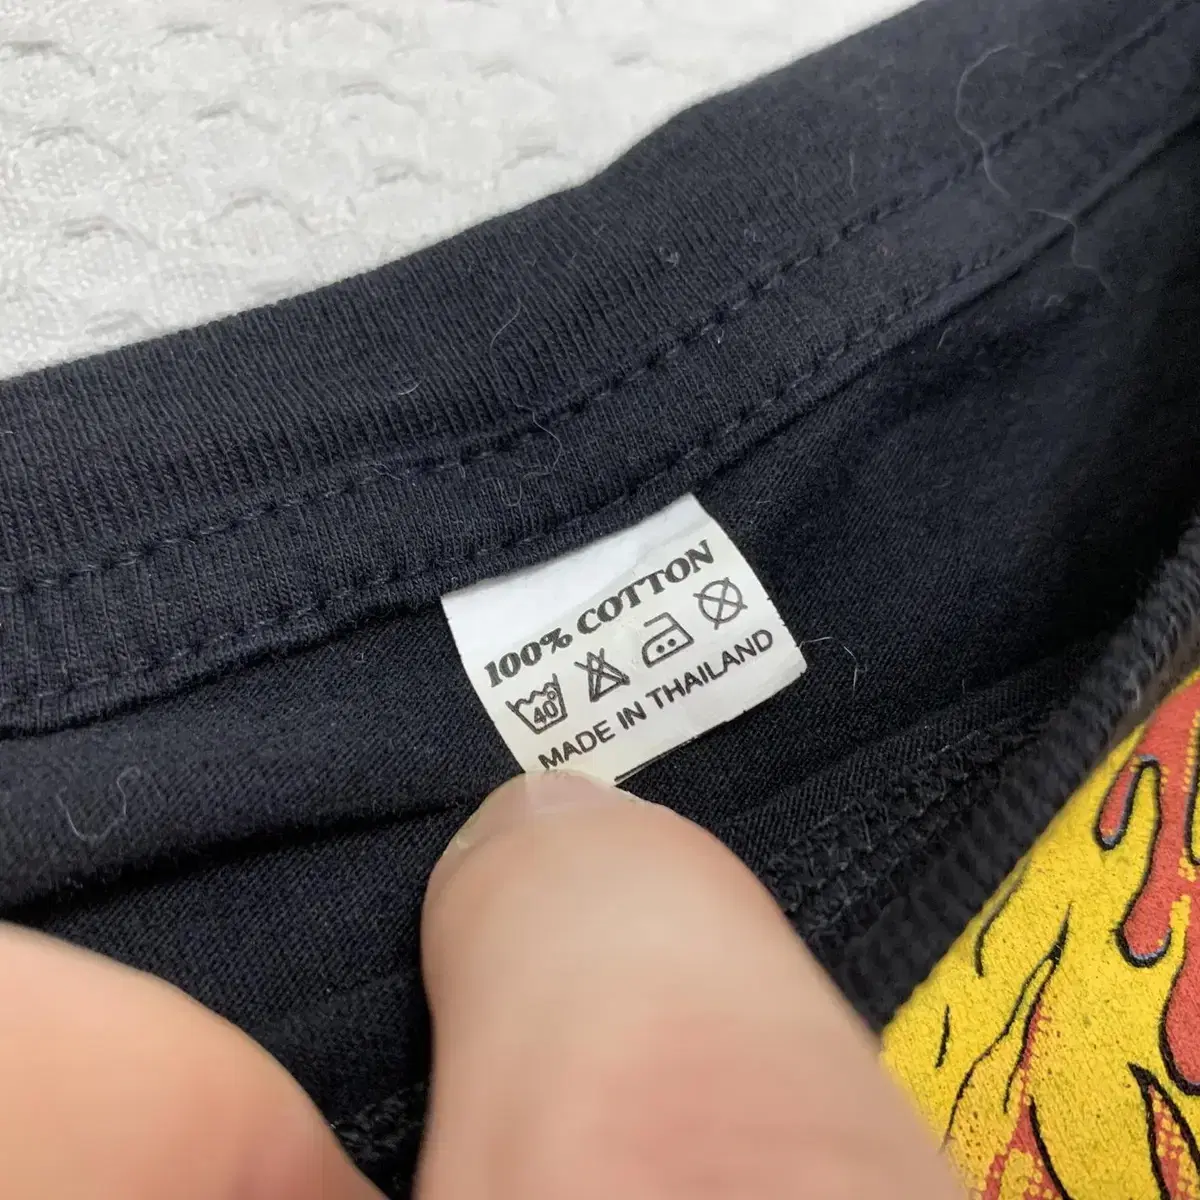 100% COTTON
40°
MADE IN THAILAND